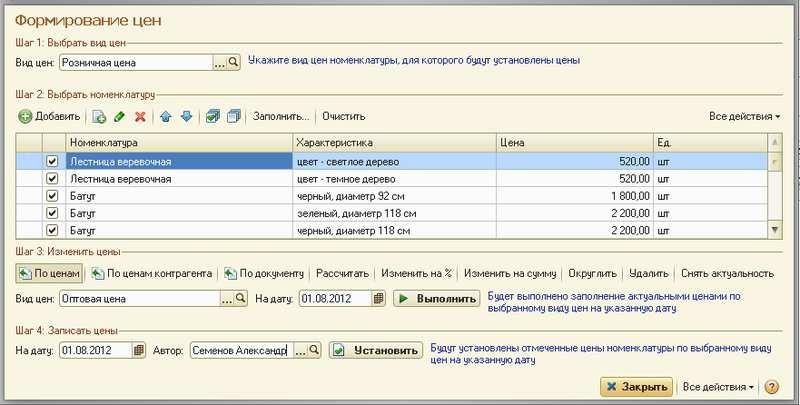 Формирование цен
Шаг 1: Выбрать вид цен
Вид цен: Розничная цена ... Укажите вид цен номенклатуры, для которого будут установлены цены
Шаг 2: Выбрать номенклатуру
Добавить Заполнить... Очистить Все действия
Номенклатура Характеристика Цена Ед.
Лестница веревочная цвет - светлое дерево 520,00 шт
Лестница веревочная цвет - темное дерево 520,00 шт
Батут черный, диаметр 92 см 1 800,00 шт
Батут зеленый, диаметр 118 см 2 200,00 шт
Батут черный, диаметр 118 см 2 200,00 шт
Шаг 3: Изменить цены
По ценам По ценам контрагента По документу Рассчитать Изменить на % Изменить на сумму Округлить Удалить Снять актуальность
Вид цен: Оптовая цена ... На дату: 01.08.2012 Выполнить Будет выполнено заполнение актуальными ценами по
выбранному виду цен на указанную дату
Шаг 4: Записать цены
На дату: 01.08.2012 Автор: Семенов Александр ... Установить Будут установлены отмеченные цены номенклатуры по выбранному виду
цен на указанную дату
Закрыть Все действия ?